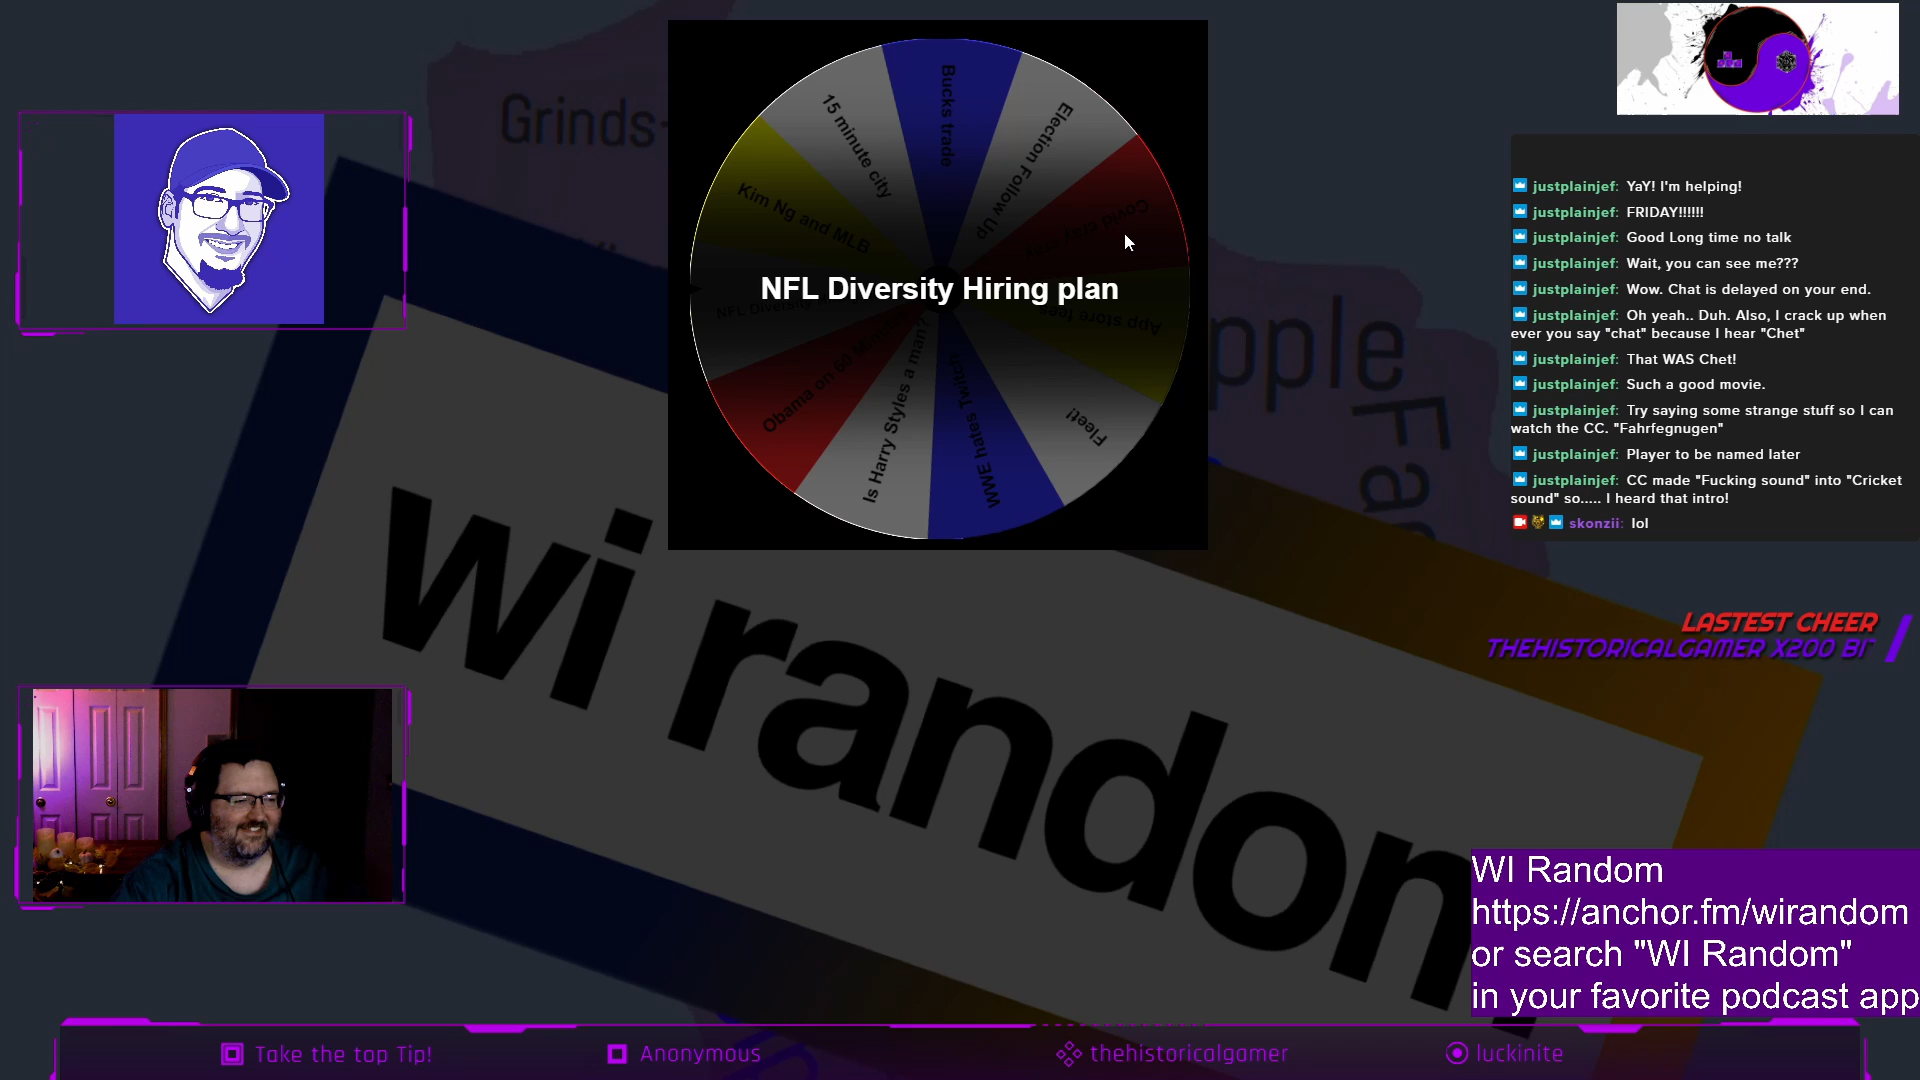 Grinds-
15 minute city
Bucks trade
Election Follow Up
Kim Ng and MLB
NFL Diversity Hiring plan
App store fees
Obama on 60
Is Harry Styles a man?
WWE hates Twitch
Fleet!
pple
wi random
justplainjef: YaY! I'm helping!
justplainjef: FRIDAY!!!!!!
justplainjef: Good Long time no talk
justplainjef: Wait, you can see me???
justplainjef: Wow. Chat is delayed on your end.
justplainjef: Oh yeah.. Duh. Also, I crack up when
ever you say "chat" because I hear "Chet"
justplainjef: That WAS Chet!
justplainjef: Such a good movie.
justplainjef: Try saying some strange stuff so I can
watch the CC. "Fahrfegnugen"
justplainjef: Player to be named later
justplainjef: CC made "Fucking sound" into "Cricket
sound" so..... I heard that intro!
skonzii: lol
LASTEST CHEER
THEHISTORICALGAMER X200 BIT
WI Random
https://anchor.fm/wirandom
or search "WI Random"
in your favorite podcast app
Take the top Tip!
Anonymous
thehistoricalgamer
luckinite